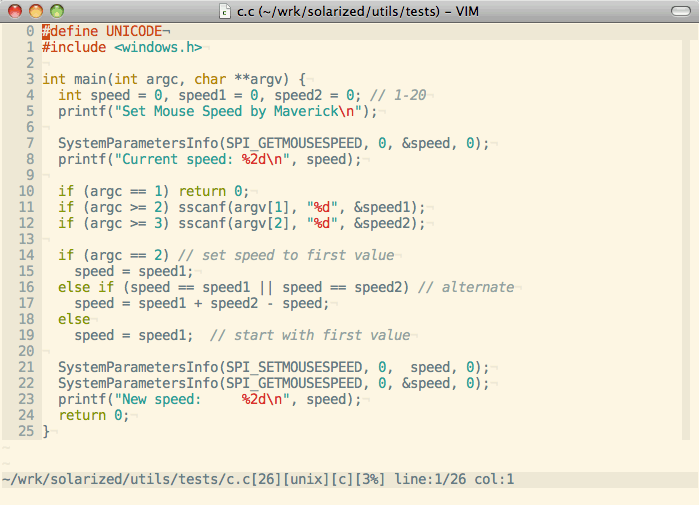 c.c (~/wrk/solarized/utils/tests) – VIM
0 #define UNICODE¬
1 #include <windows.h>¬
2 ¬
3 int main(int argc, char **argv) {¬
4   int speed = 0, speed1 = 0, speed2 = 0; // 1-20¬
5   printf("Set Mouse Speed by Maverick\n");¬
6 ¬
7   SystemParametersInfo(SPI_GETMOUSESPEED, 0, &speed, 0);¬
8   printf("Current speed: %2d\n", speed);¬
9 ¬
10   if (argc == 1) return 0;¬
11   if (argc >= 2) sscanf(argv[1], "%d", &speed1);¬
12   if (argc >= 3) sscanf(argv[2], "%d", &speed2);¬
13 ¬
14   if (argc == 2) // set speed to first value¬
15     speed = speed1;¬
16   else if (speed == speed1 || speed == speed2) // alternate¬
17     speed = speed1 + speed2 - speed;¬
18   else¬
19     speed = speed1;  // start with first value¬
20 ¬
21   SystemParametersInfo(SPI_SETMOUSESPEED, 0,  speed, 0);¬
22   SystemParametersInfo(SPI_GETMOUSESPEED, 0, &speed, 0);¬
23   printf("New speed:     %2d\n", speed);¬
24   return 0;¬
25 }¬
¬
¬
~/wrk/solarized/utils/tests/c.c[26][unix][c][3%] line:1/26 col:1